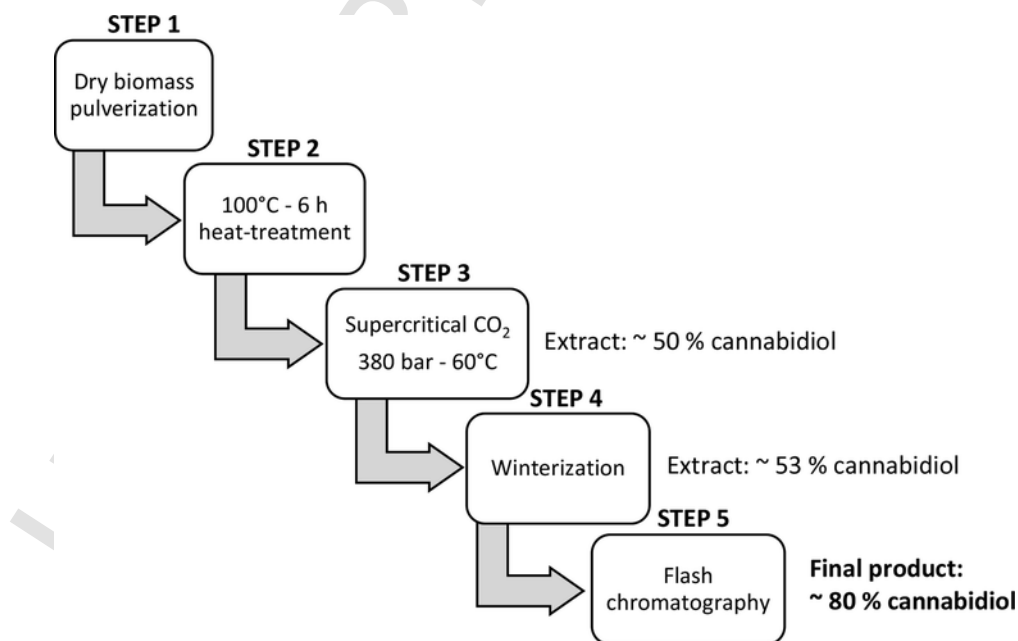 STEP 1
Dry biomass
pulverization
STEP 2
100°C - 6 h
heat-treatment
STEP 3
Supercritical CO₂
380 bar - 60°C
Extract: ~ 50 % cannabidiol
STEP 4
Winterization
Extract: ~ 53 % cannabidiol
STEP 5
Flash
chromatography
Final product:
~ 80 % cannabidiol